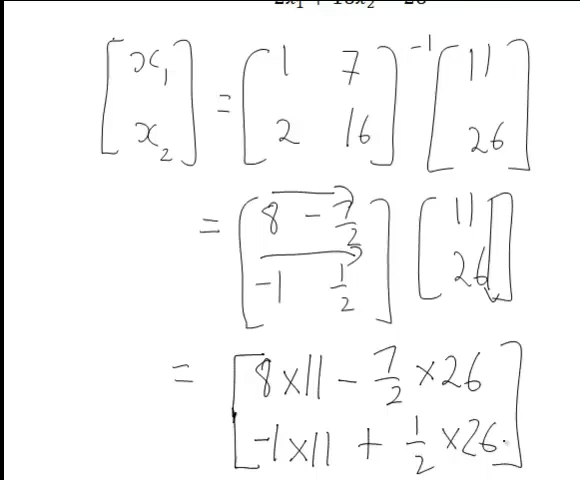 [x₁ x₂] = [1 7; 2 16]⁻¹ [11; 26]
= [8 -7/2; -1 1/2] [11; 26]
= [8×11 - 7/2×26; -1×11 + 1/2×26]